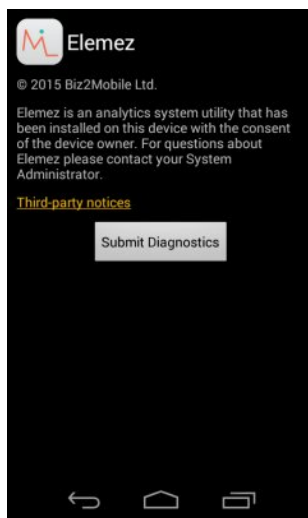 Elemez
© 2015 Biz2Mobile Ltd.
Elemez is an analytics system utility that has
been installed on this device with the consent
of the device owner. For questions about
Elemez please contact your System
Administrator.
Third-party notices
Submit Diagnostics